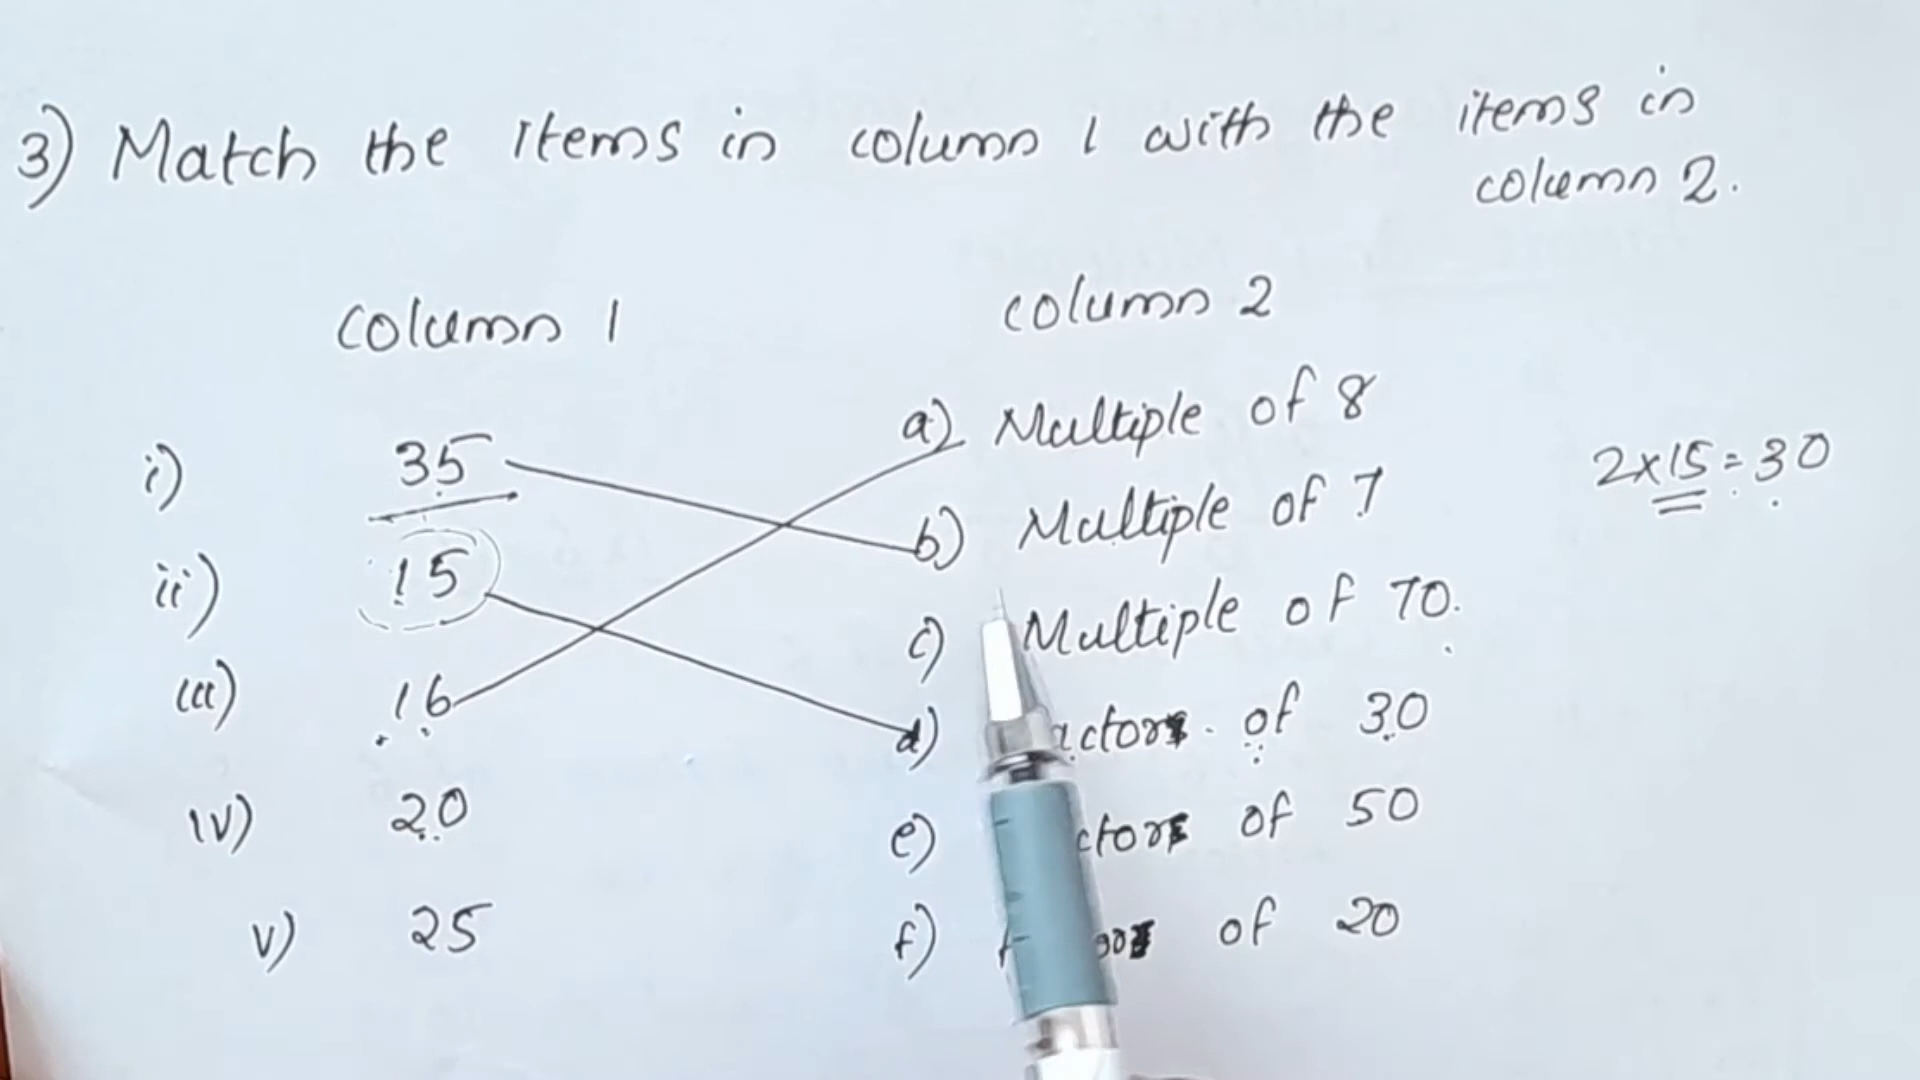 3) Match the items in column 1 with the items in
column 2.
column 1 column 2
i) 35 a) Multiple of 8
2x15=30
ii) 15 b) Multiple of 7
c) Multiple of 70.
iii) 16 d) of 30
iv) 20 e) of 50
v) 25 f) of 20